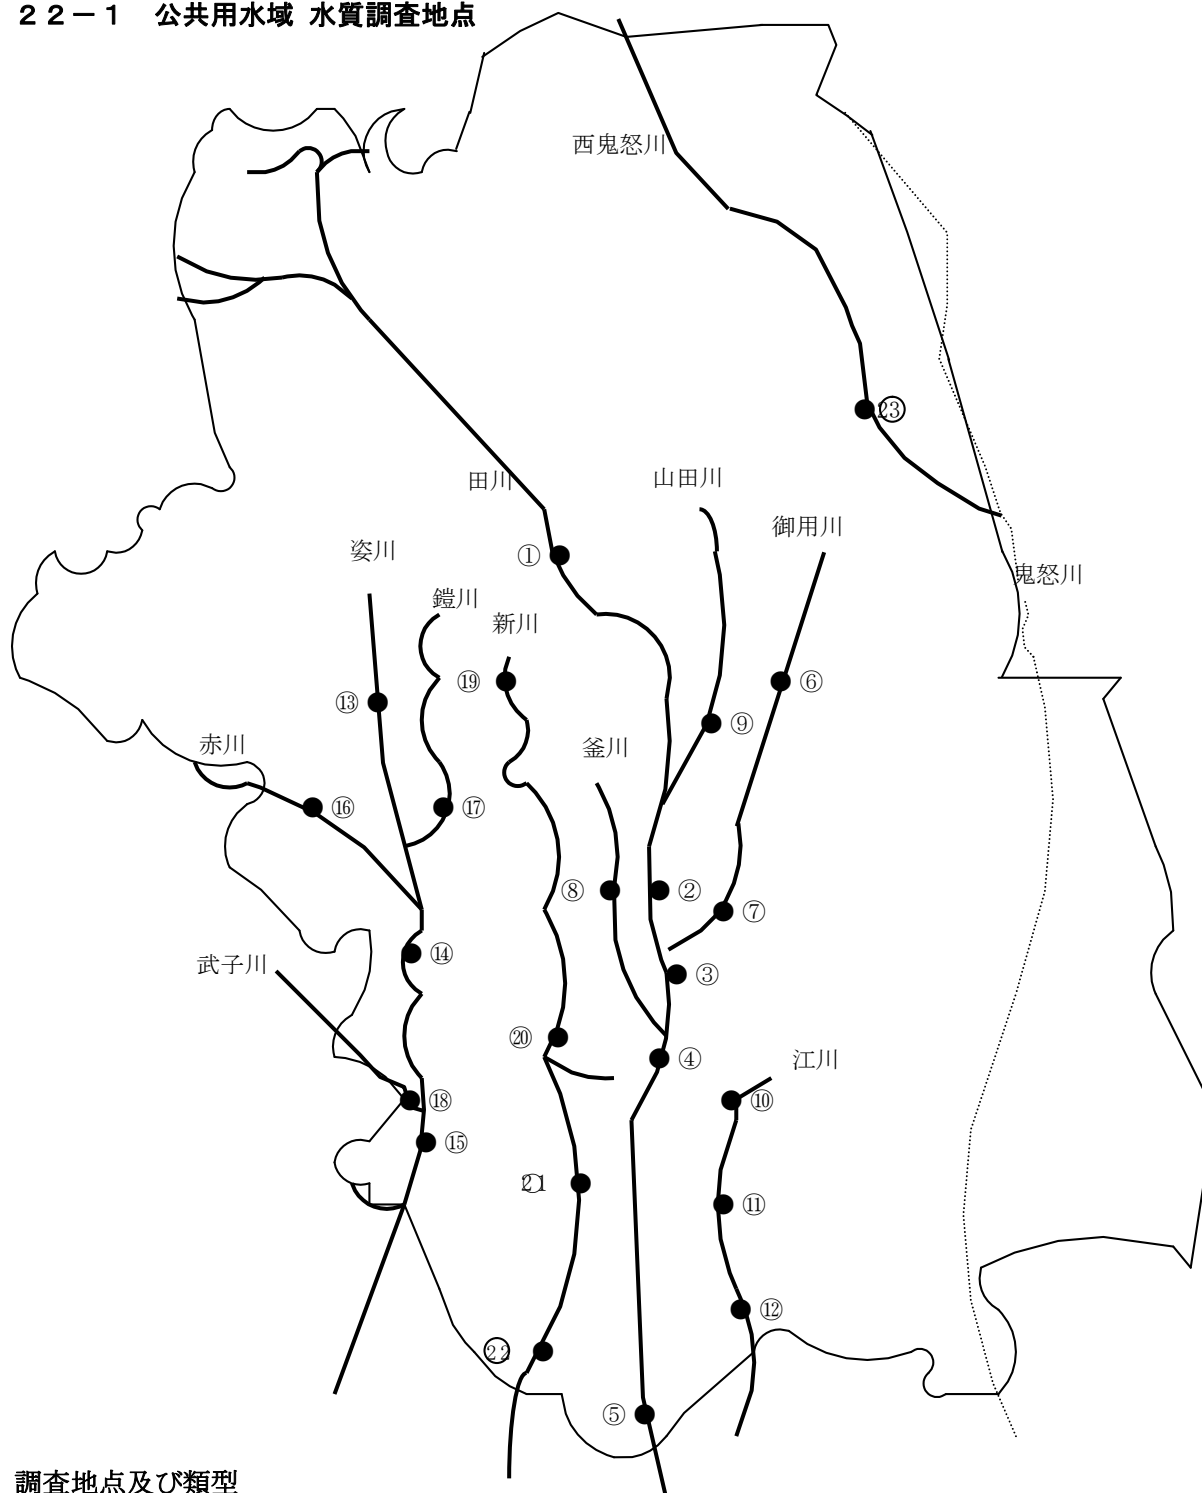 ２２－１　公共用水域 水質調査地点
西鬼怒川
23
田川
山田川
御用川
①
姿川
鬼怒川
鎧川
新川
⑲
⑥
⑬
⑨
赤川
釜川
⑯
⑰
⑧
②
⑦
⑭
武子川
③
⑳
④
江川
⑱
⑩
⑮
21
⑪
⑫
22
⑤
調査地点及び類型